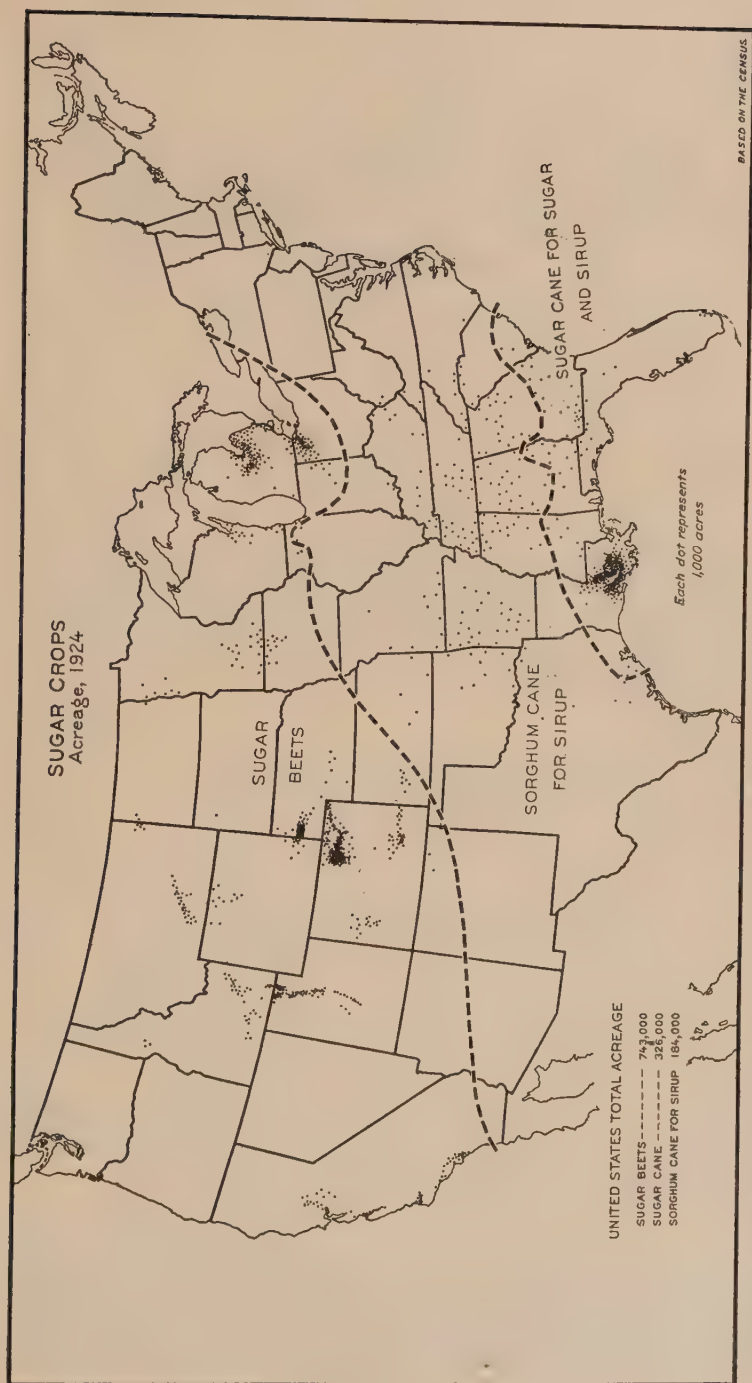 SUGAR CROPS
Acreage, 1924
SUGAR
BEETS
SORGHUM CANE
FOR SIRUP
SUGAR CANE FOR SUGAR
AND SIRUP
Each dot represents
1,000 acres
UNITED STATES TOTAL ACREAGE
SUGAR BEETS-------- 743,000
SUGAR CANE -------- 326,000
SORGHUM CANE FOR SIRUP 184,000
BASED ON THE CENSUS